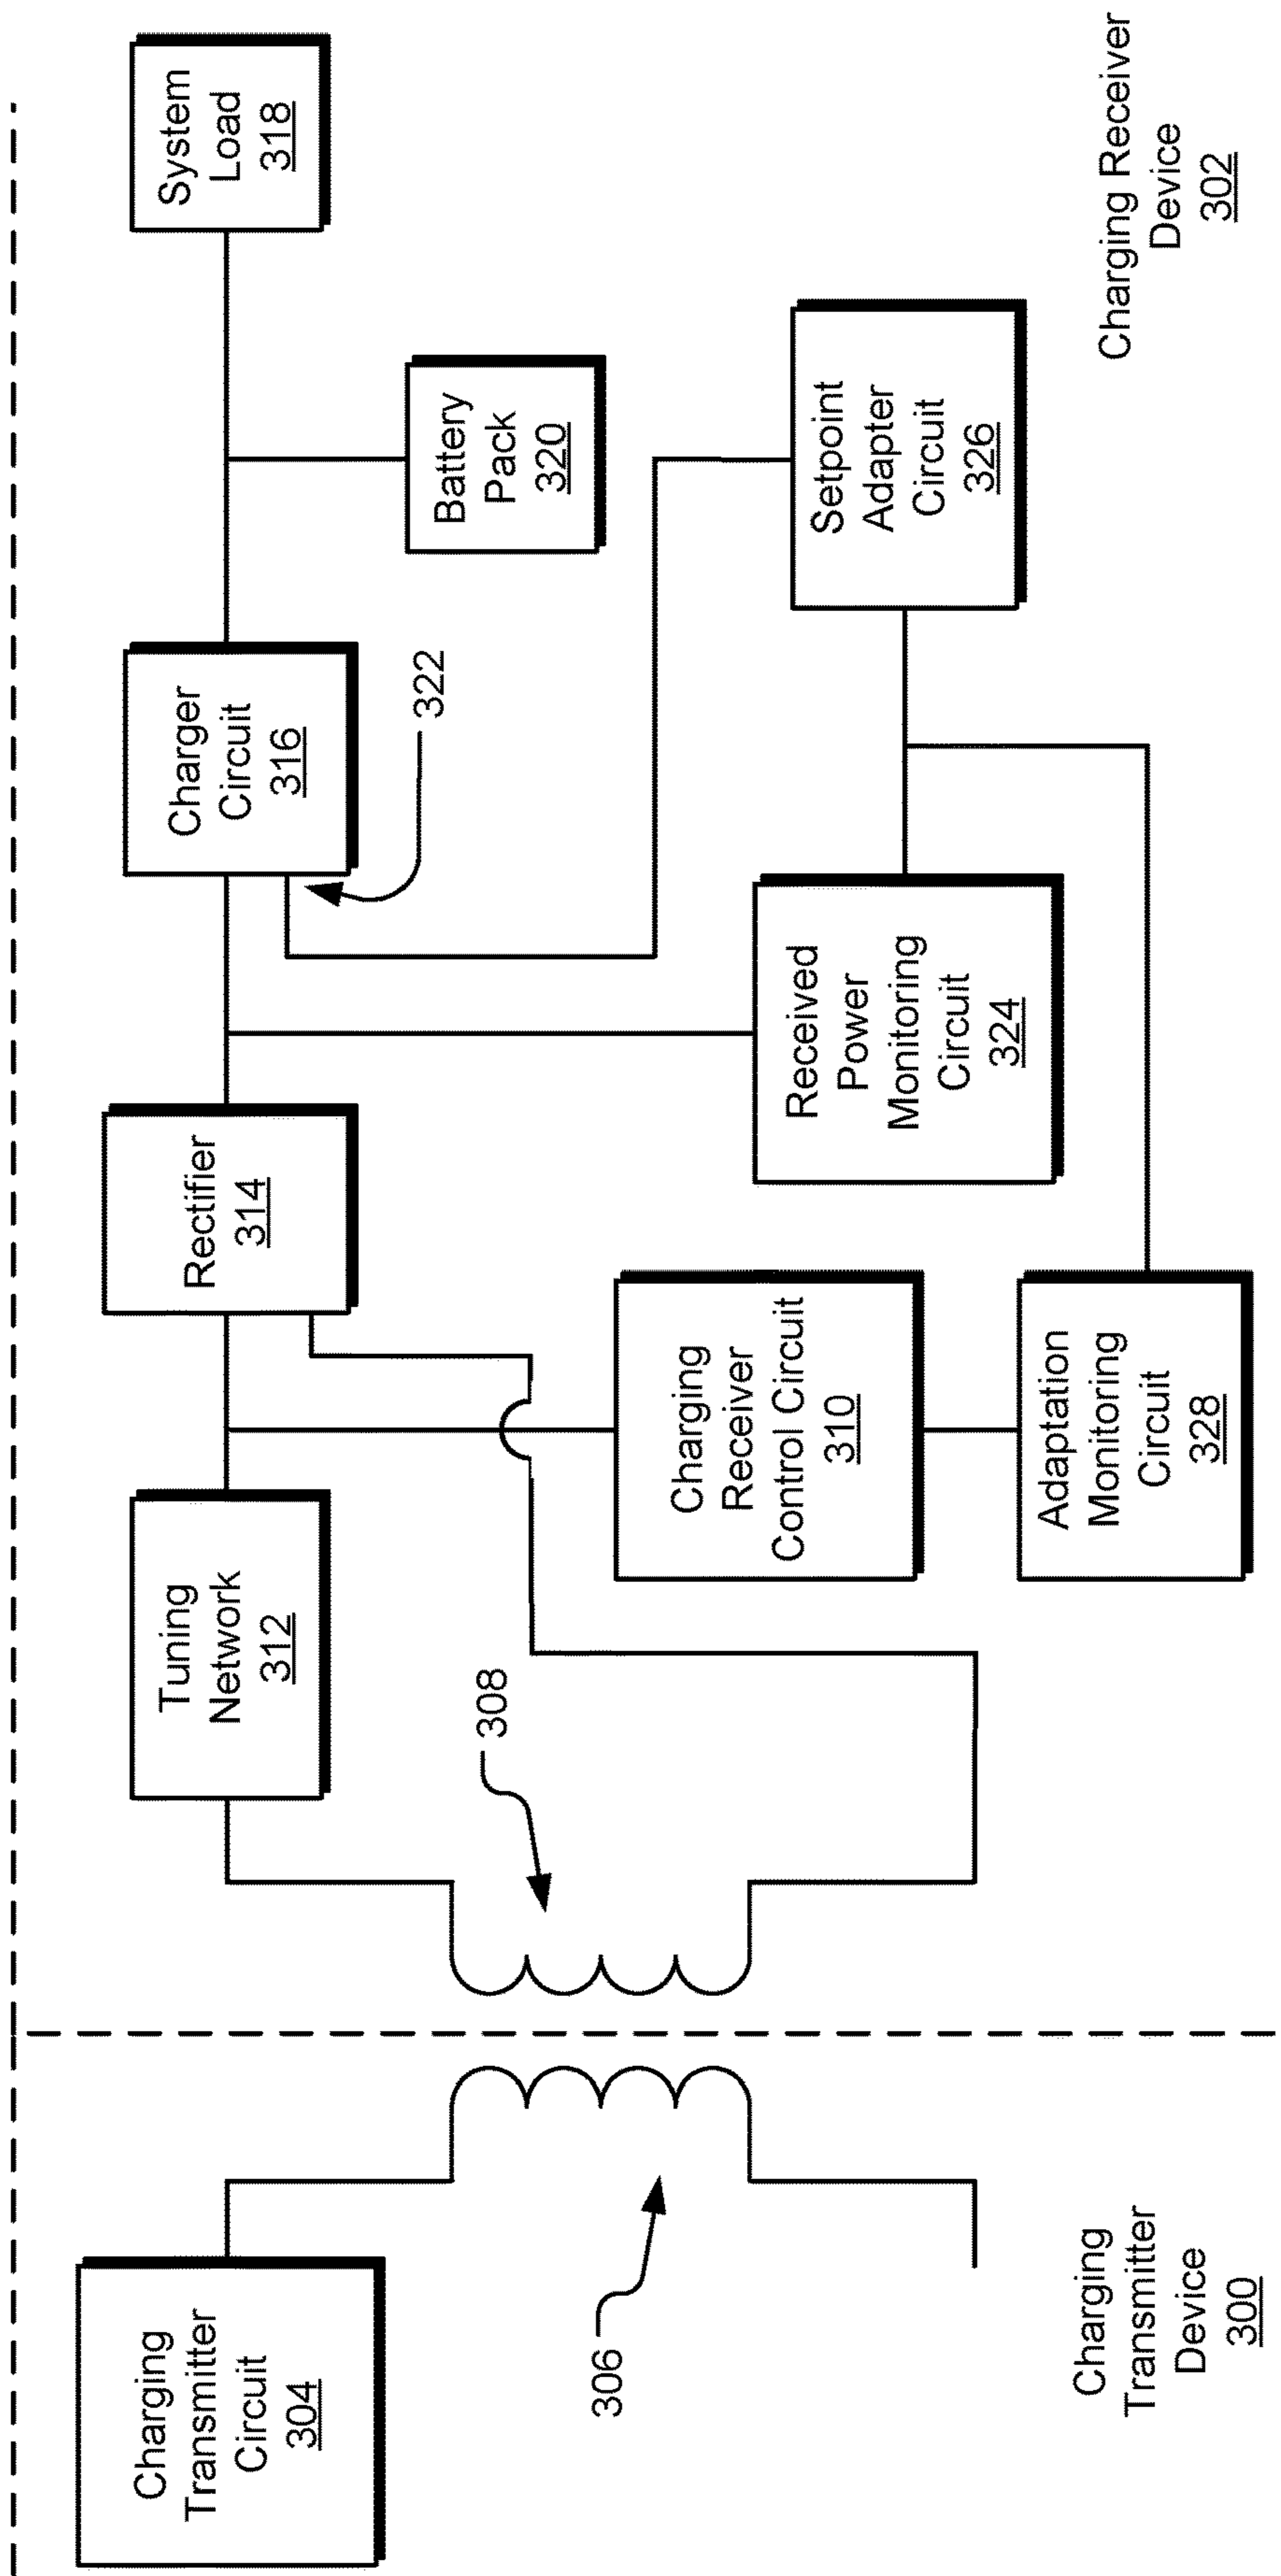 Charging
Transmitter
Circuit
304
306
Charging
Transmitter
Device
300
308
Tuning
Network
312
Rectifier
314
Charger
Circuit
316
322
System
Load
318
Battery
Pack
320
Charging
Receiver
Control Circuit
310
Received
Power
Monitoring
Circuit
324
Setpoint
Adapter
Circuit
326
Adaptation
Monitoring
Circuit
328
Charging Receiver
Device
302